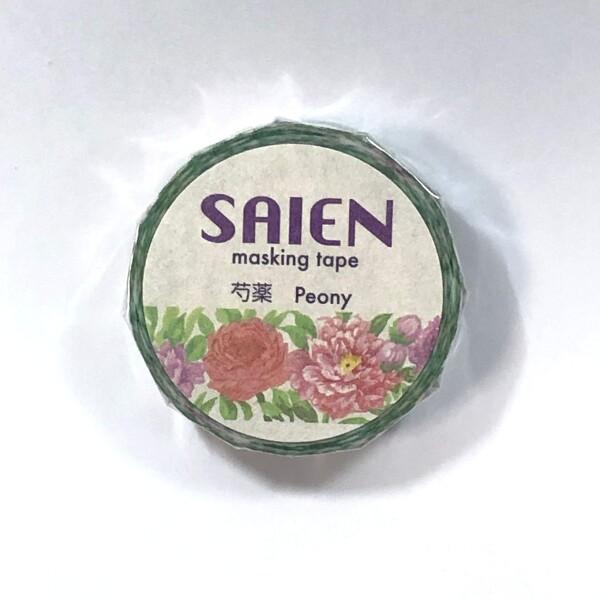 SAIEN
masking tape
芍薬 Peony